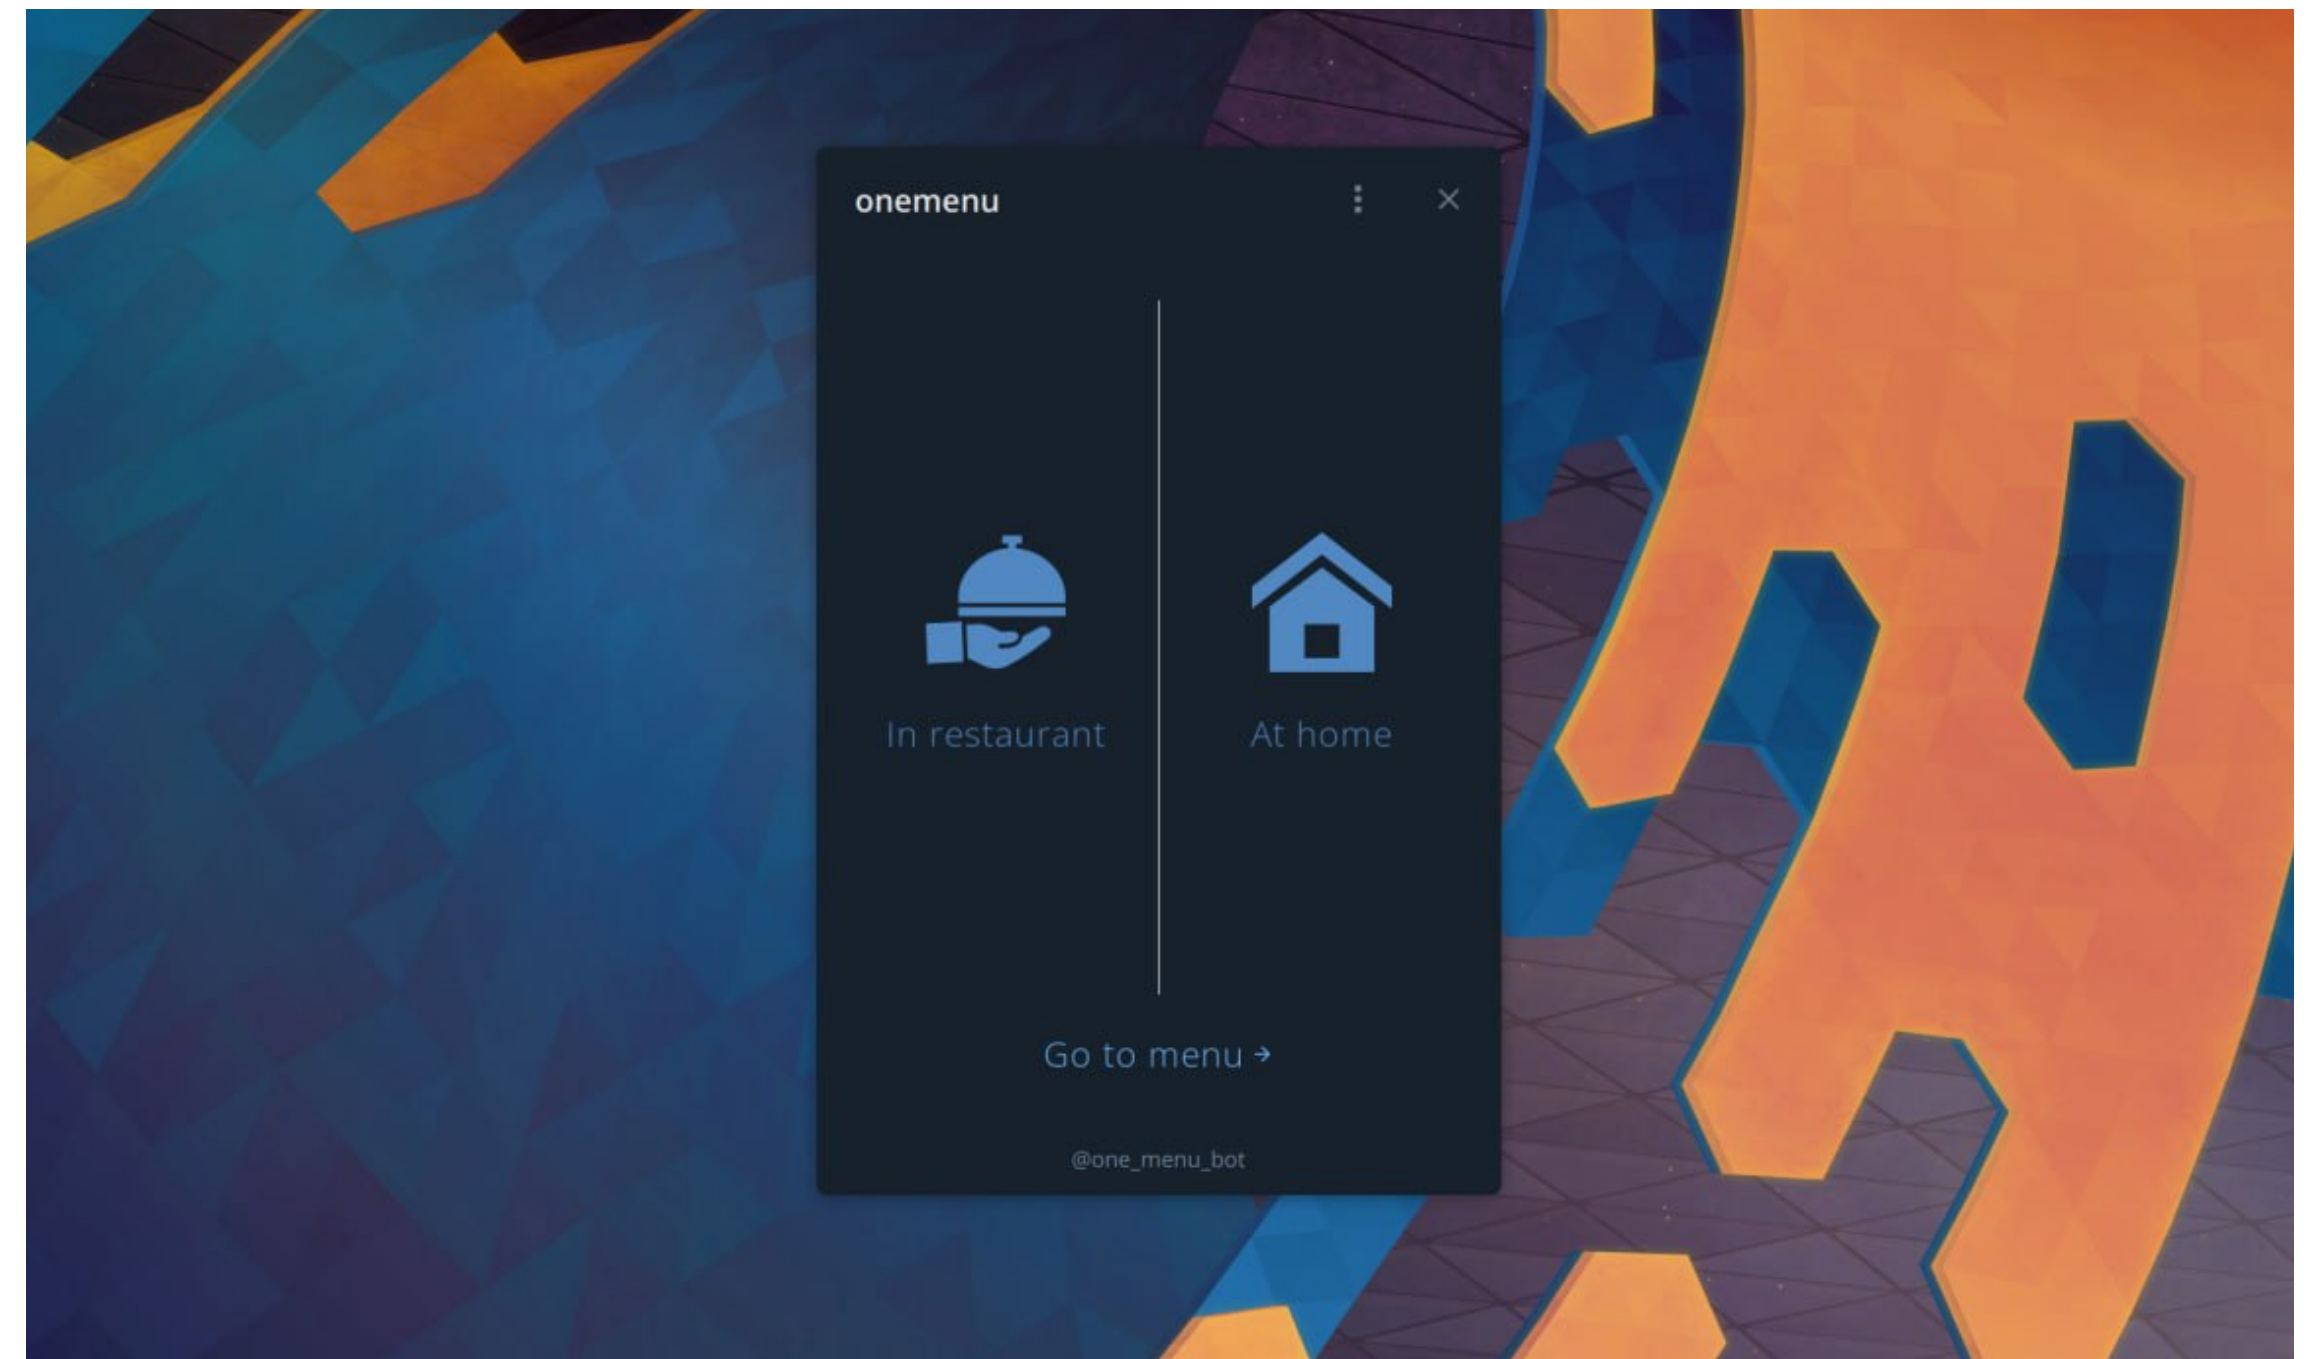 onemenu
In restaurant
At home
Go to menu →
@one_menu_bot